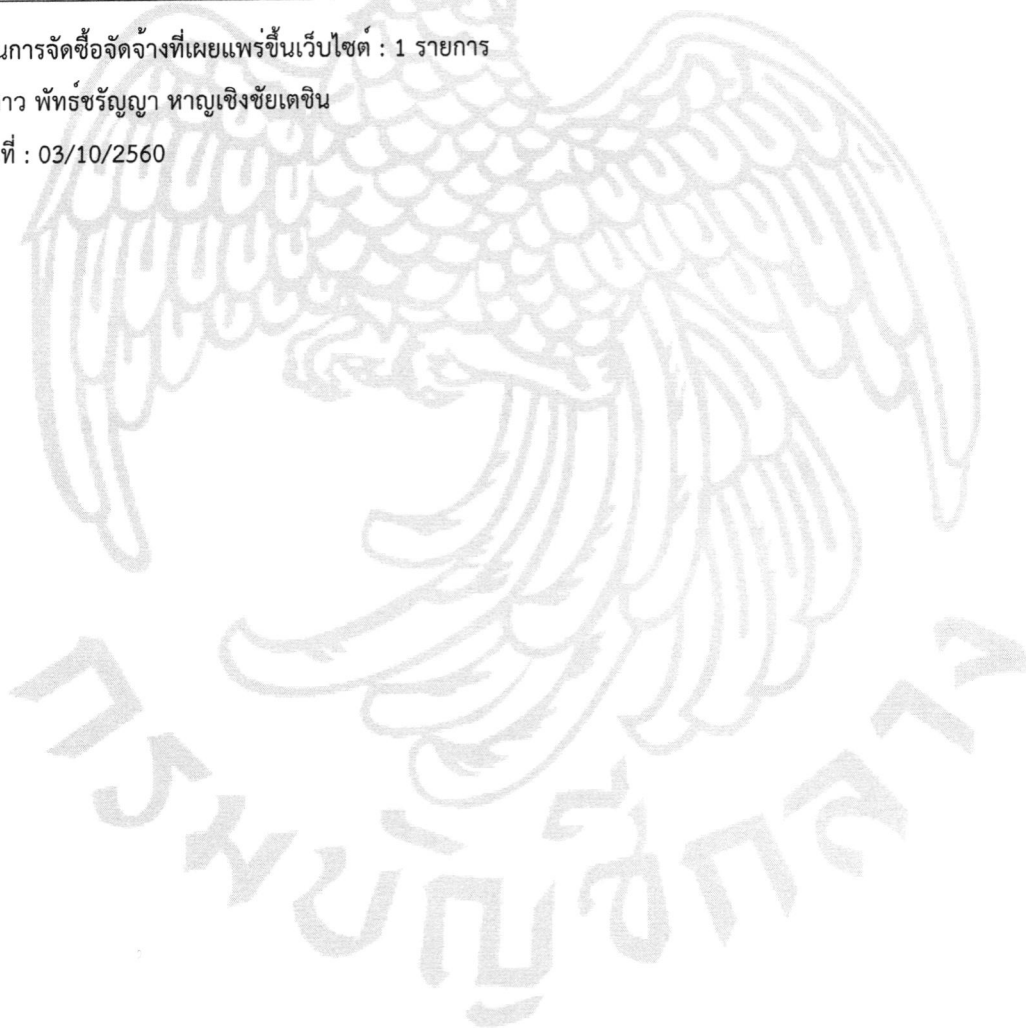 นการจัดซื้อจัดจ้างที่เผยแพร่ขึ้นเว็บไซต์ : 1 รายการ
าว พัทธ์ชรัญญา หาญเชิงชัยเตชิน
ที่ : 03/10/2560
กรมบัญชีกลาง